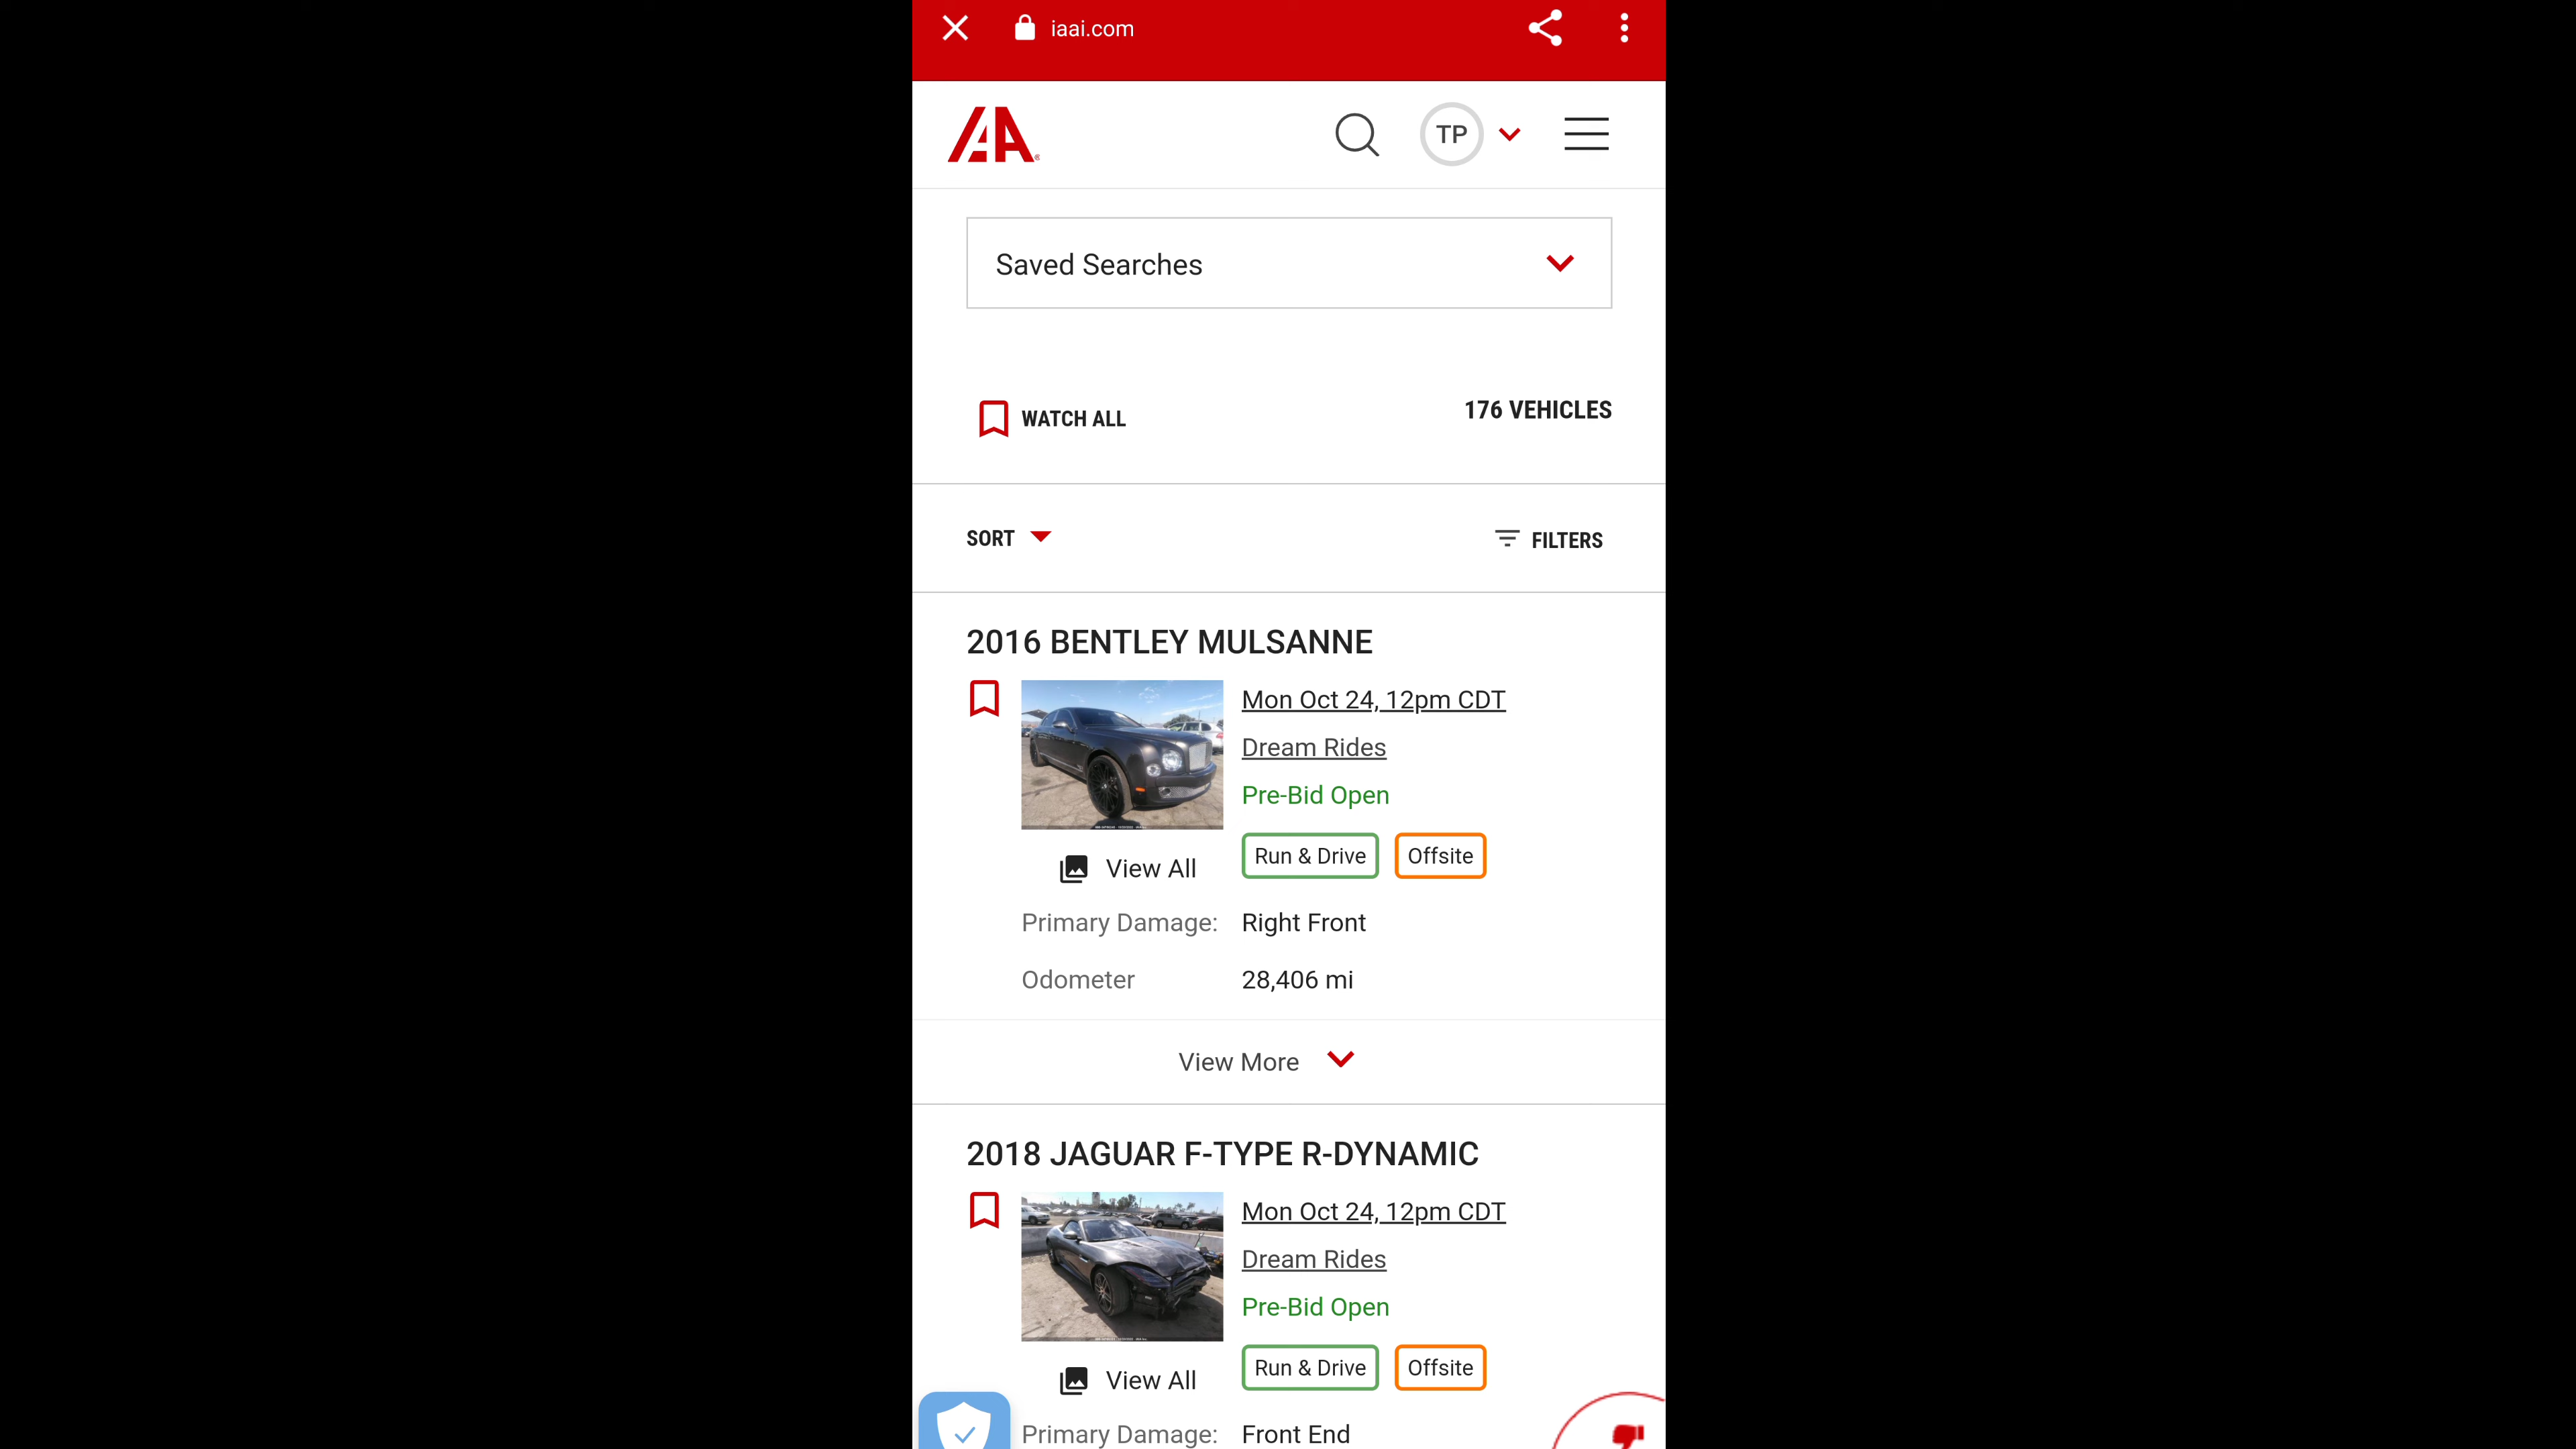 iaai.com
IAA
TP
Saved Searches
WATCH ALL
176 VEHICLES
SORT
FILTERS
2016 BENTLEY MULSANNE
Mon Oct 24, 12pm CDT
Dream Rides
Pre-Bid Open
Run & Drive
Offsite
View All
Primary Damage: Right Front
Odometer 28,406 mi
View More
2018 JAGUAR F-TYPE R-DYNAMIC
Mon Oct 24, 12pm CDT
Dream Rides
Pre-Bid Open
Run & Drive
Offsite
View All
Primary Damage: Front End